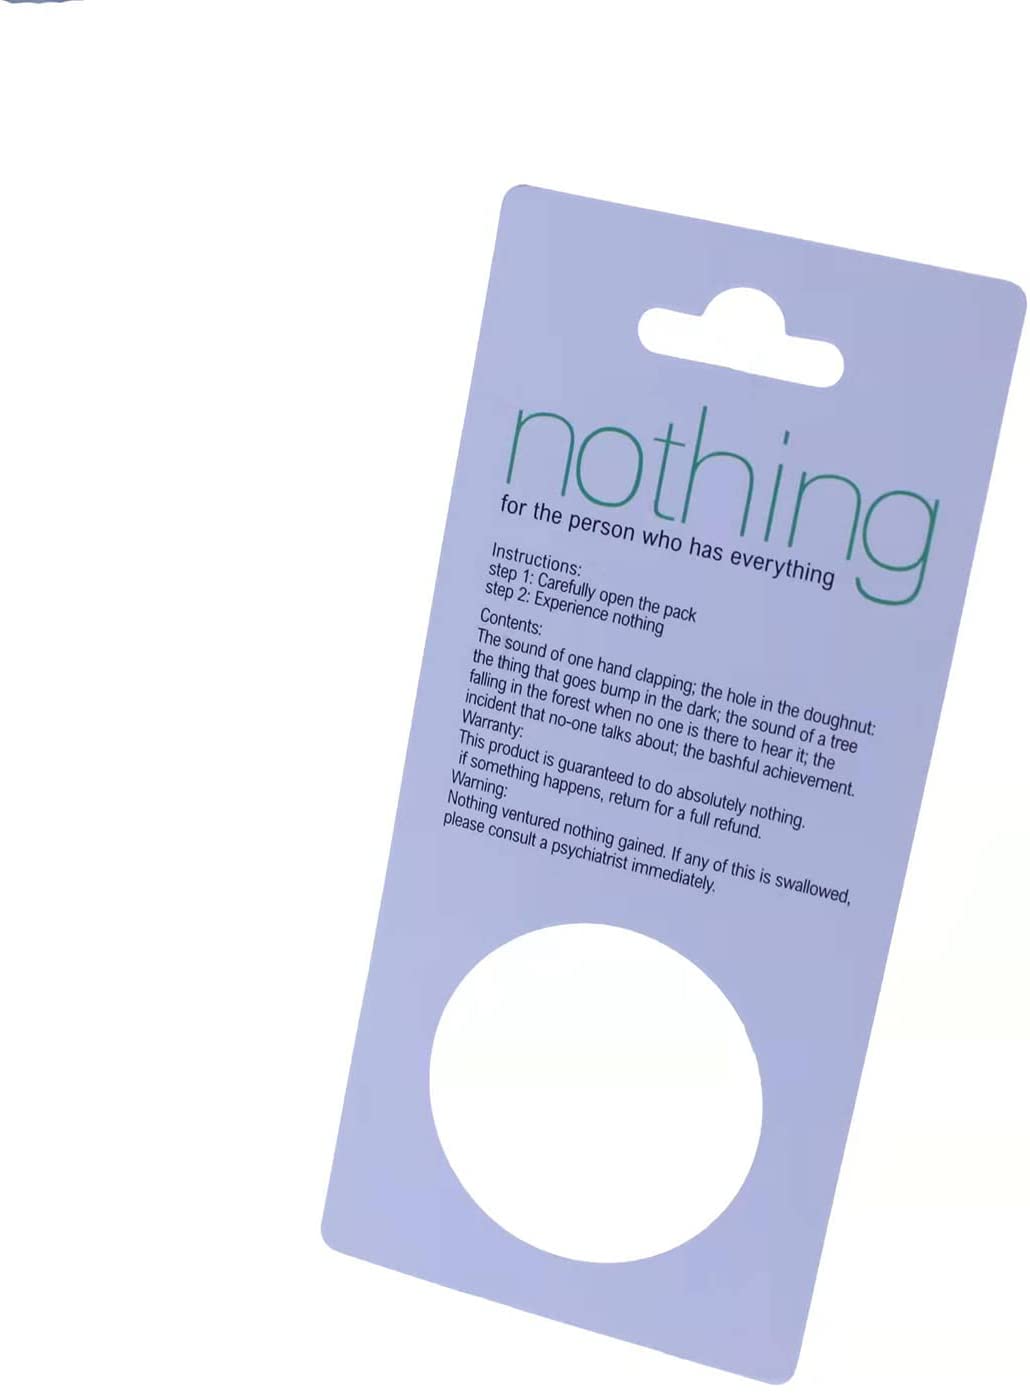 nothing
for the person who has everything
Instructions:
step 1: Carefully open the pack
step 2: Experience nothing
Contents:
The sound of one hand clapping; the hole in the doughnut:
the thing that goes bump in the dark; the sound of a tree
falling in the forest when no one is there to hear it; the
incident that no-one talks about; the bashful achievement.
Warranty:
This product is guaranteed to do absolutely nothing.
if something happens, return for a full refund.
Warning:
Nothing ventured nothing gained. If any of this is swallowed,
please consult a psychiatrist immediately.